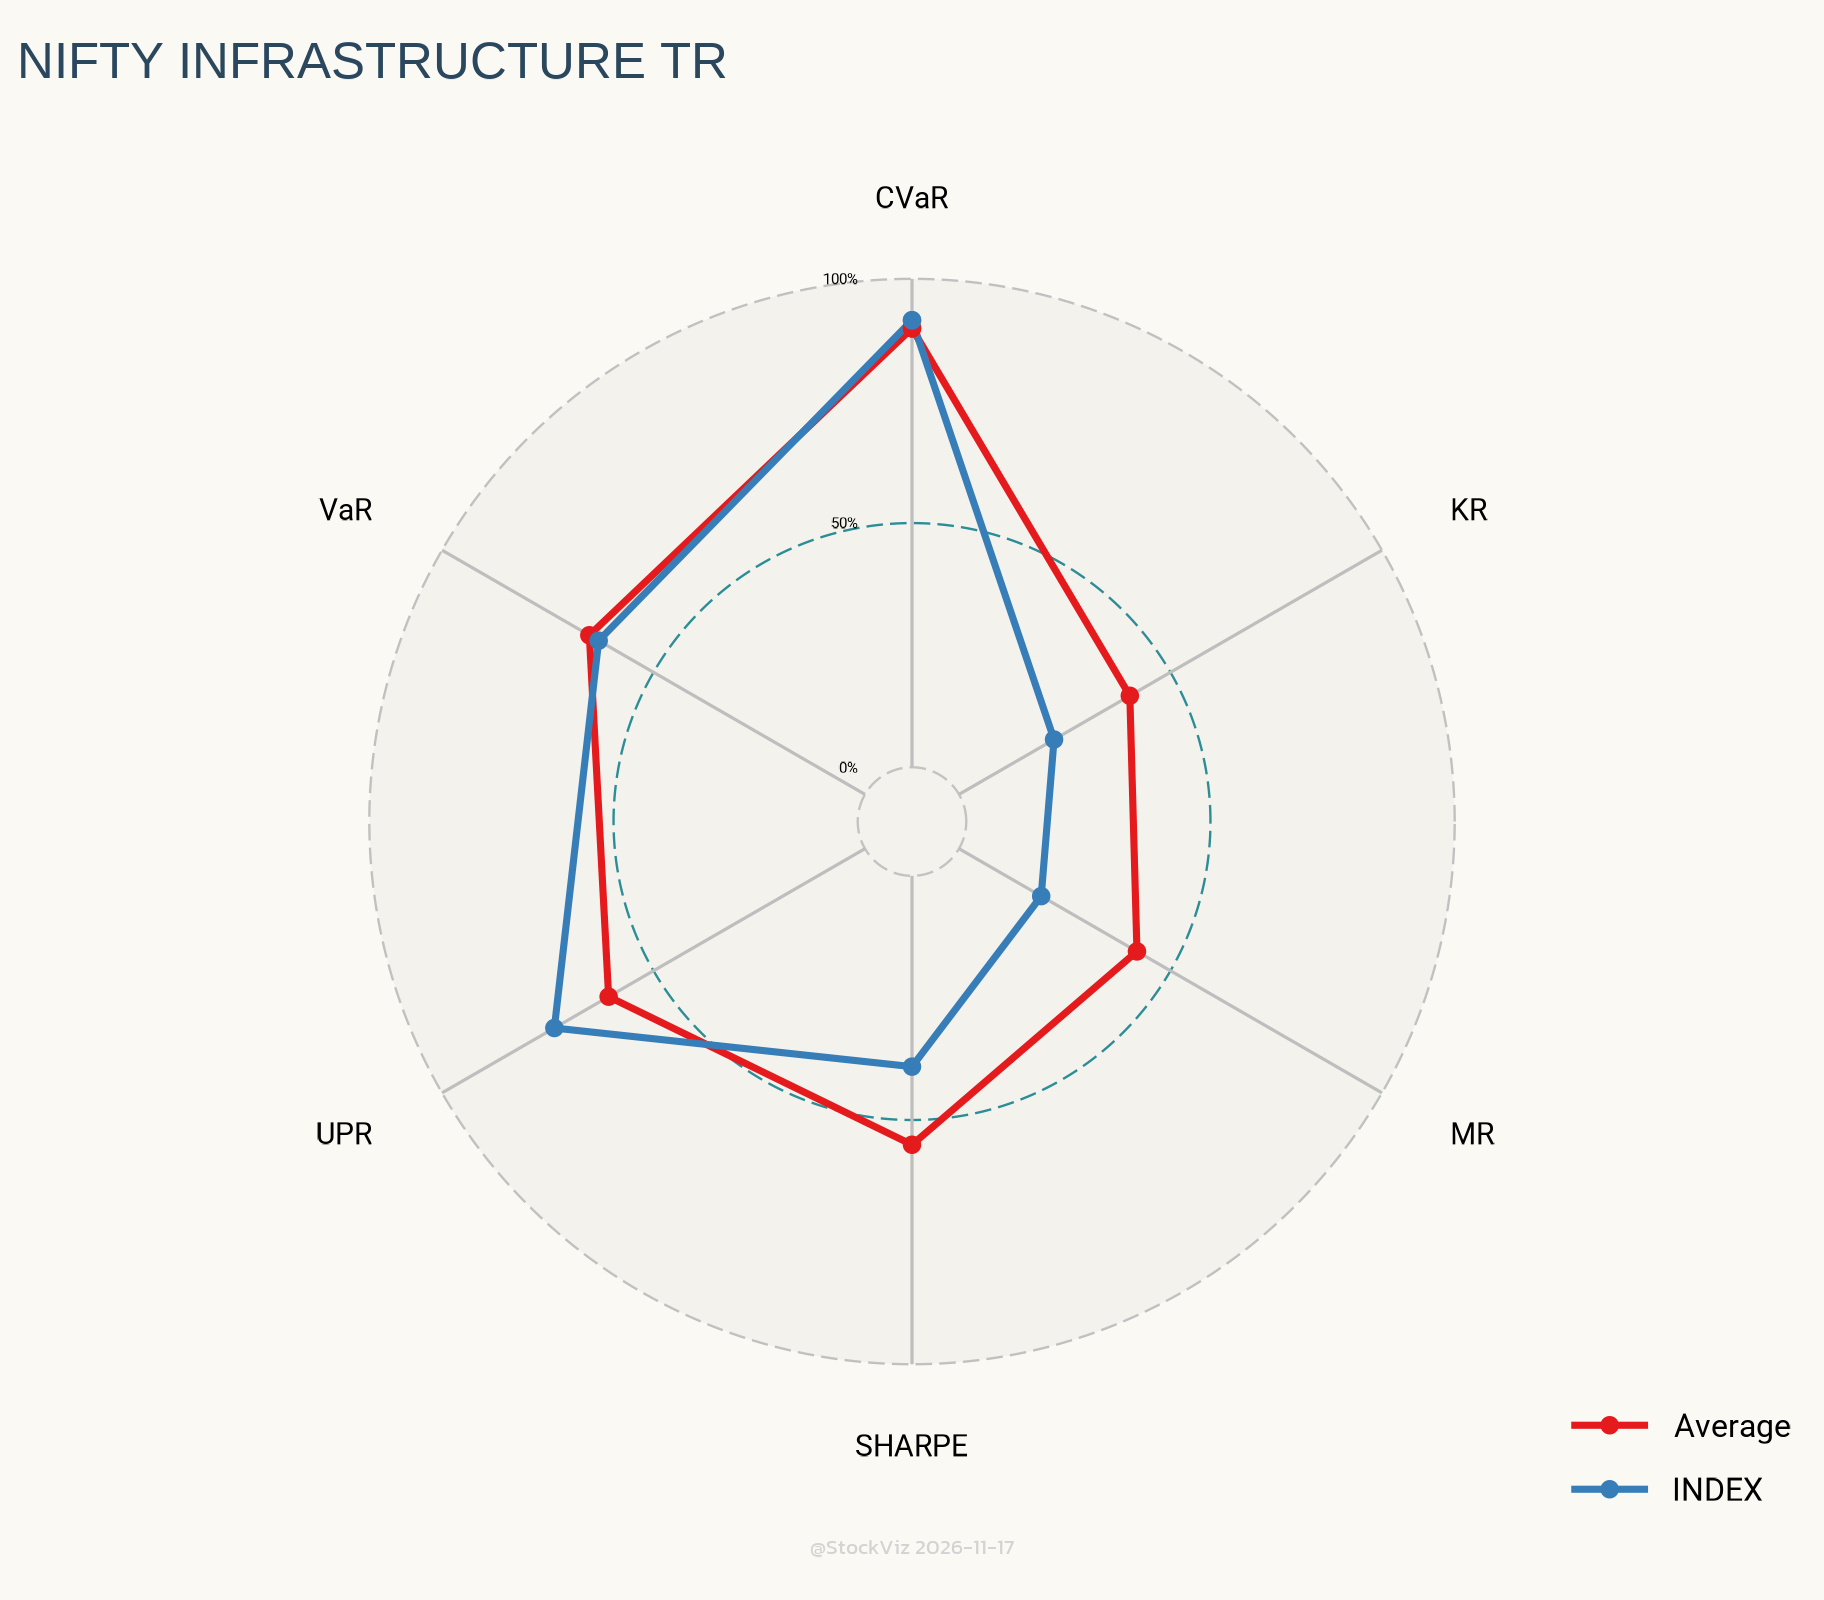 NIFTY INFRASTRUCTURE TR
CVaR
100%
VaR
KR
50%
0%
UPR
MR
SHARPE
Average
INDEX
@StockViz 2026-11-17